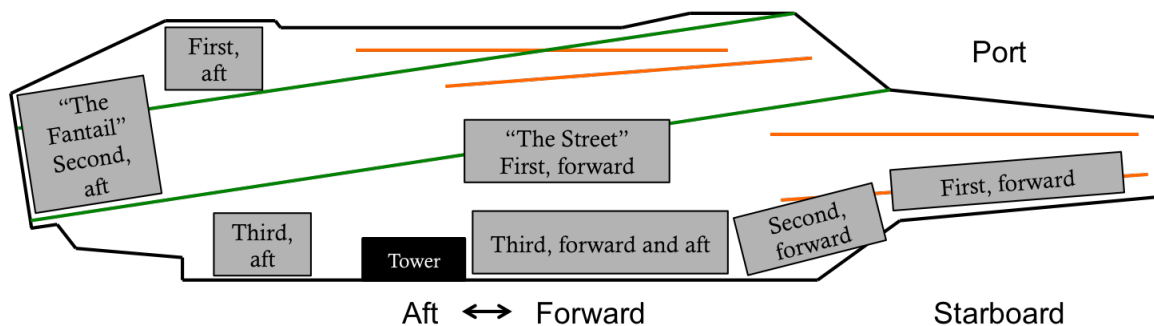 First,
aft
Port
“The
Fantail”
Second,
aft
“The Street”
First, forward
First, forward
Second,
forward
Third,
aft
Tower
Third, forward and aft
Aft ↔ Forward
Starboard